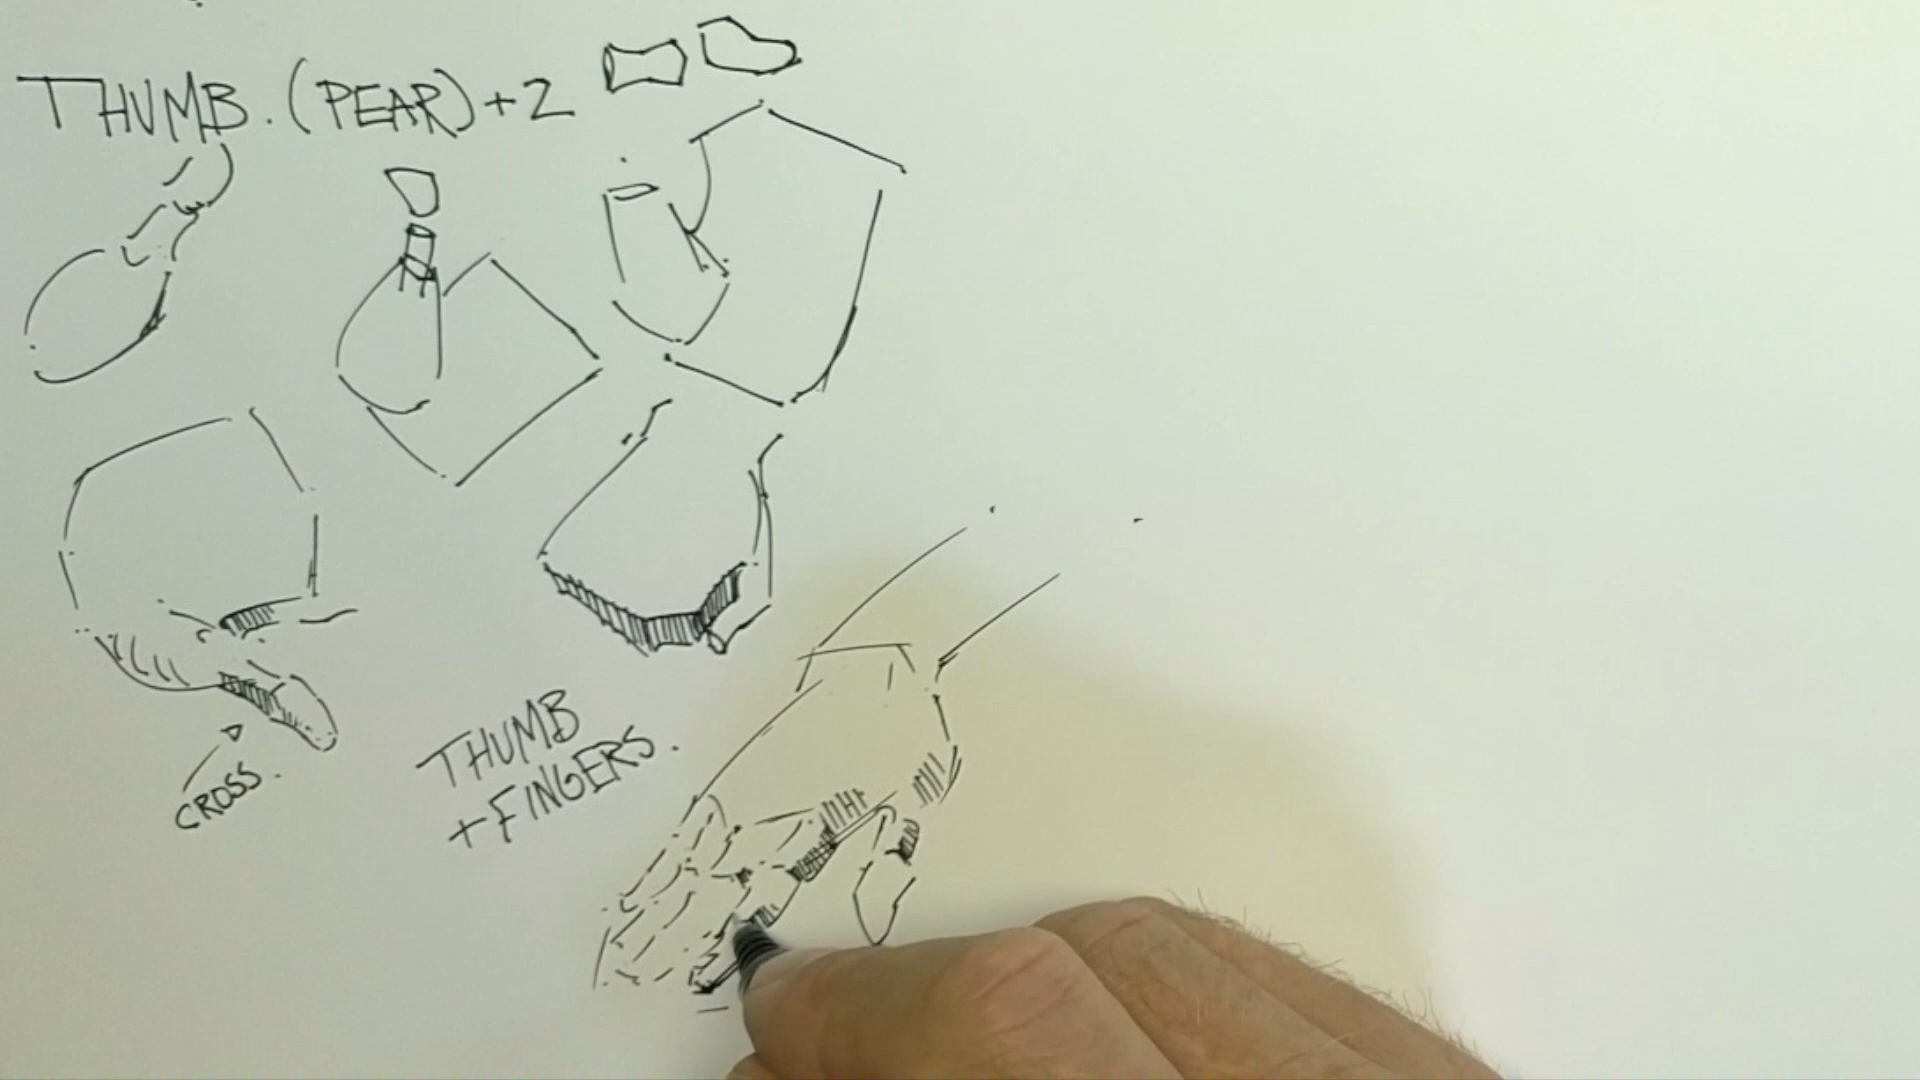 THUMB. (PEAR) + 2
CROSS.
THUMB
+ FINGERS.